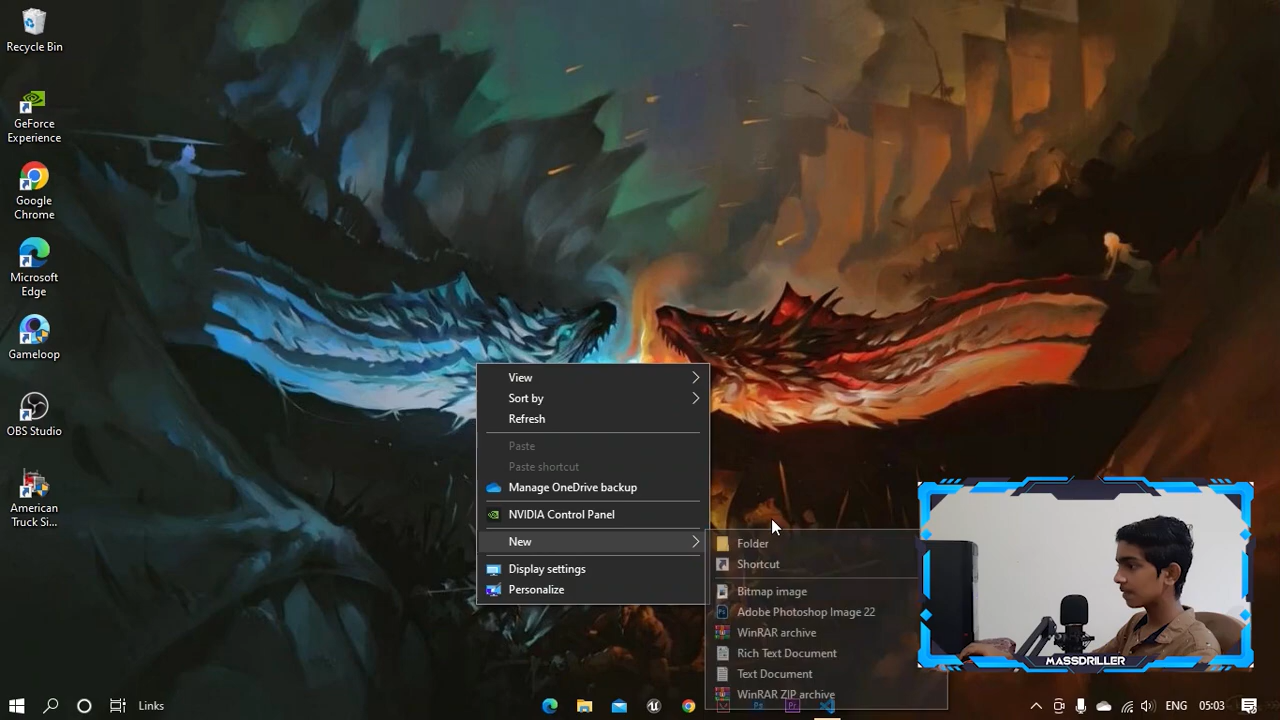 Recycle Bin
GeForce
Experience
Google
Chrome
Microsoft
Edge
Gameloop
OBS Studio
American
Truck Si...
View
Sort by
Refresh
Paste
Paste shortcut
Manage OneDrive backup
NVIDIA Control Panel
New
Display settings
Personalize
Folder
Shortcut
Bitmap image
Adobe Photoshop Image 22
WinRAR archive
Rich Text Document
Text Document
WinRAR ZIP archive
MASSDRILLER
Links
Ps
Pr
ENG
05:03